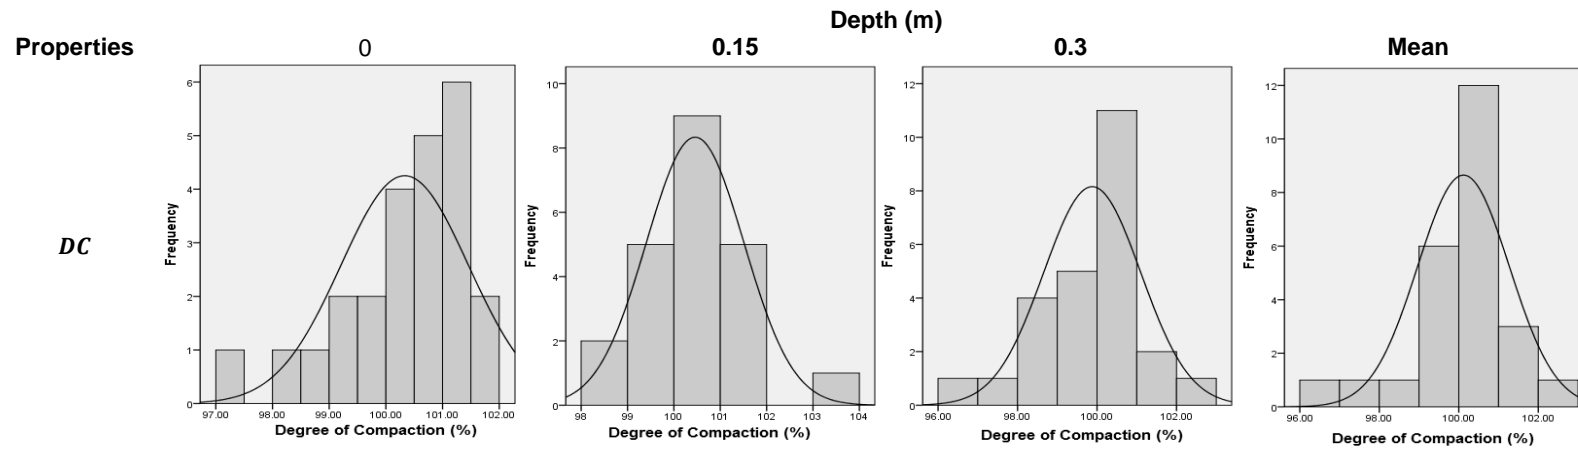 Depth (m)
Properties 0 0.15 0.3 Mean
DC
Frequency
6
5
4
3
2
1
0
97.00 98.00 99.00 100.00 101.00 102.00
Degree of Compaction (%)
Frequency
10
8
6
4
2
0
98 99 100 101 102 103 104
Degree of Compaction (%)
Frequency
12
10
8
6
4
2
0
96.00 98.00 100.00 102.00
Degree of Compaction (%)
Frequency
12
10
8
6
4
2
0
96.00 98.00 100.00 102.00
Degree of Compaction (%)